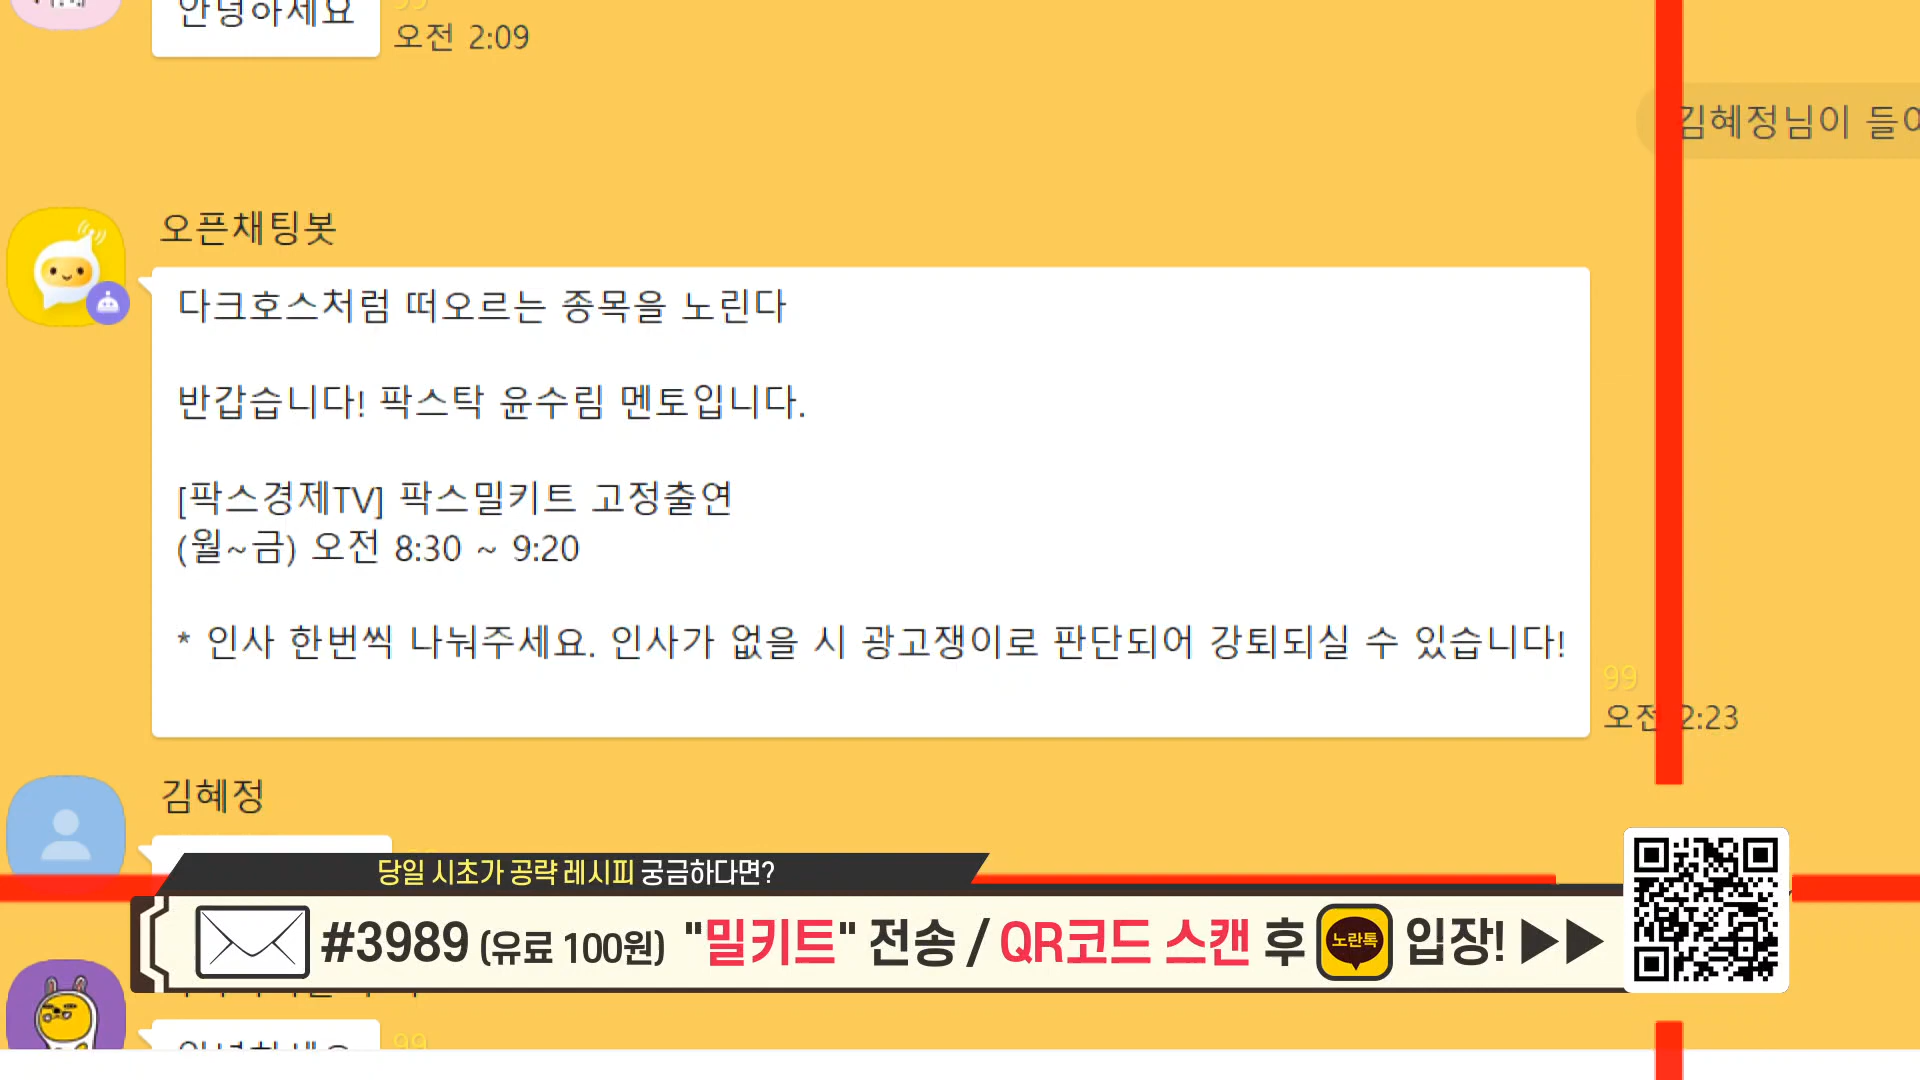 안녕하세요
99
오전 2:09
김혜정님이 들어
오픈채팅봇
다크호스처럼 떠오르는 종목을 노린다
반갑습니다! 팍스탁 윤수림 멘토입니다.
[팍스경제TV] 팍스밀키트 고정출연
(월~금) 오전 8:30 ~ 9:20
* 인사 한번씩 나눠주세요. 인사가 없을 시 광고쟁이로 판단되어 강퇴되실 수 있습니다!
99
오전 2:23
김혜정
당일 시초가 공략 레시피 궁금하다면?
#3989 (유료 100원) "밀키트" 전송 / QR코드 스캔 후 노란톡 입장! ▶▶
안녕하세요
99